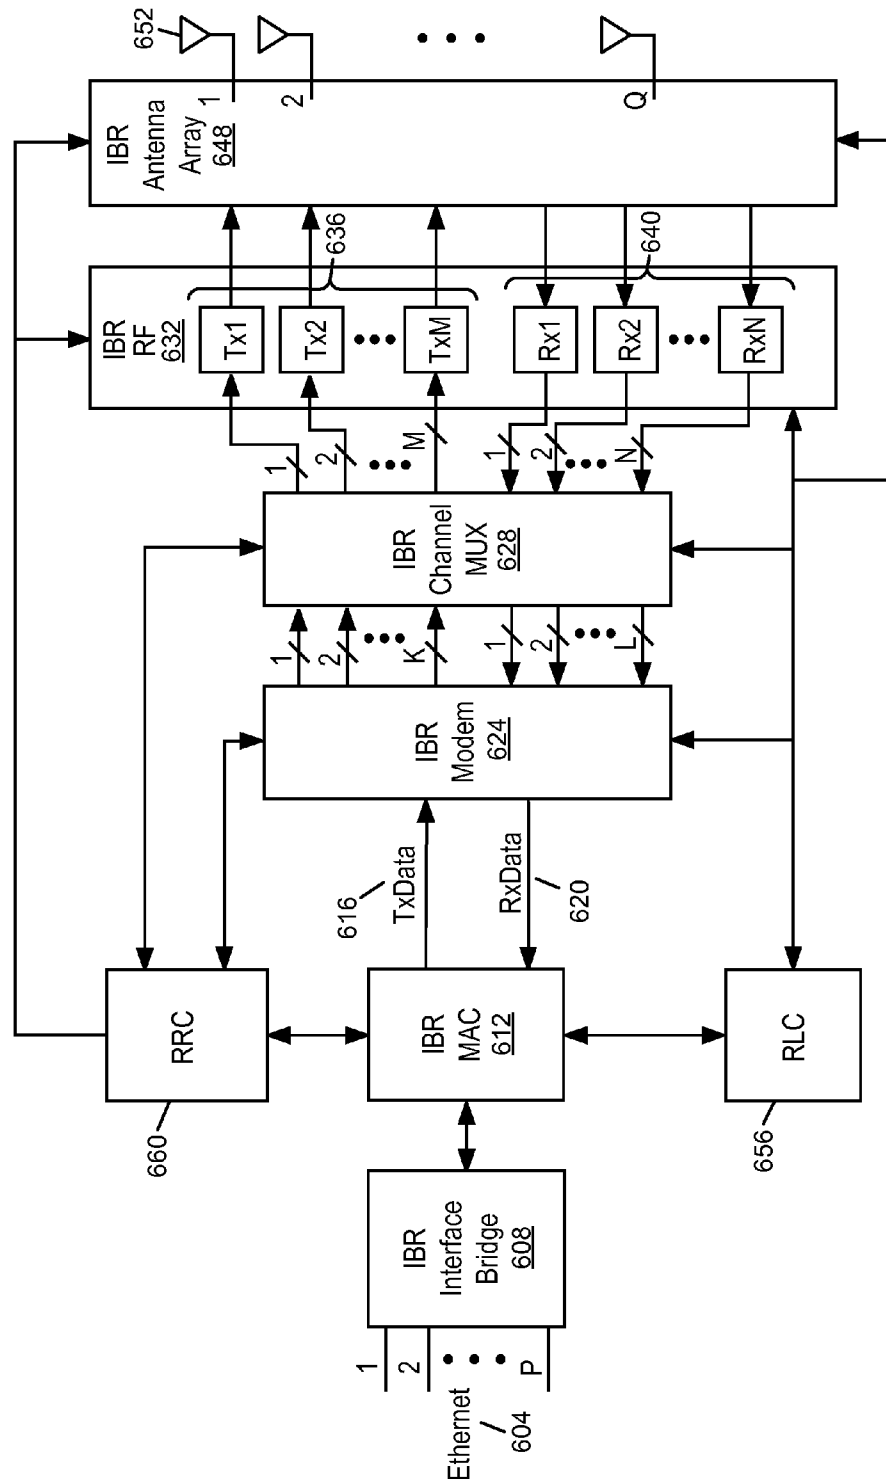 Ethernet
604
1
2
P
IBR
Interface
Bridge
608
660
RRC
IBR
MAC
612
656
RLC
616
TxData
RxData
620
IBR
Modem
624
1
2
K
1
2
L
IBR
Channel
MUX
628
1
2
M
1
2
N
IBR
RF
632
Tx1
Tx2
TxM
Rx1
Rx2
RxN
636
640
IBR
Antenna
Array
648
1
2
Q
652